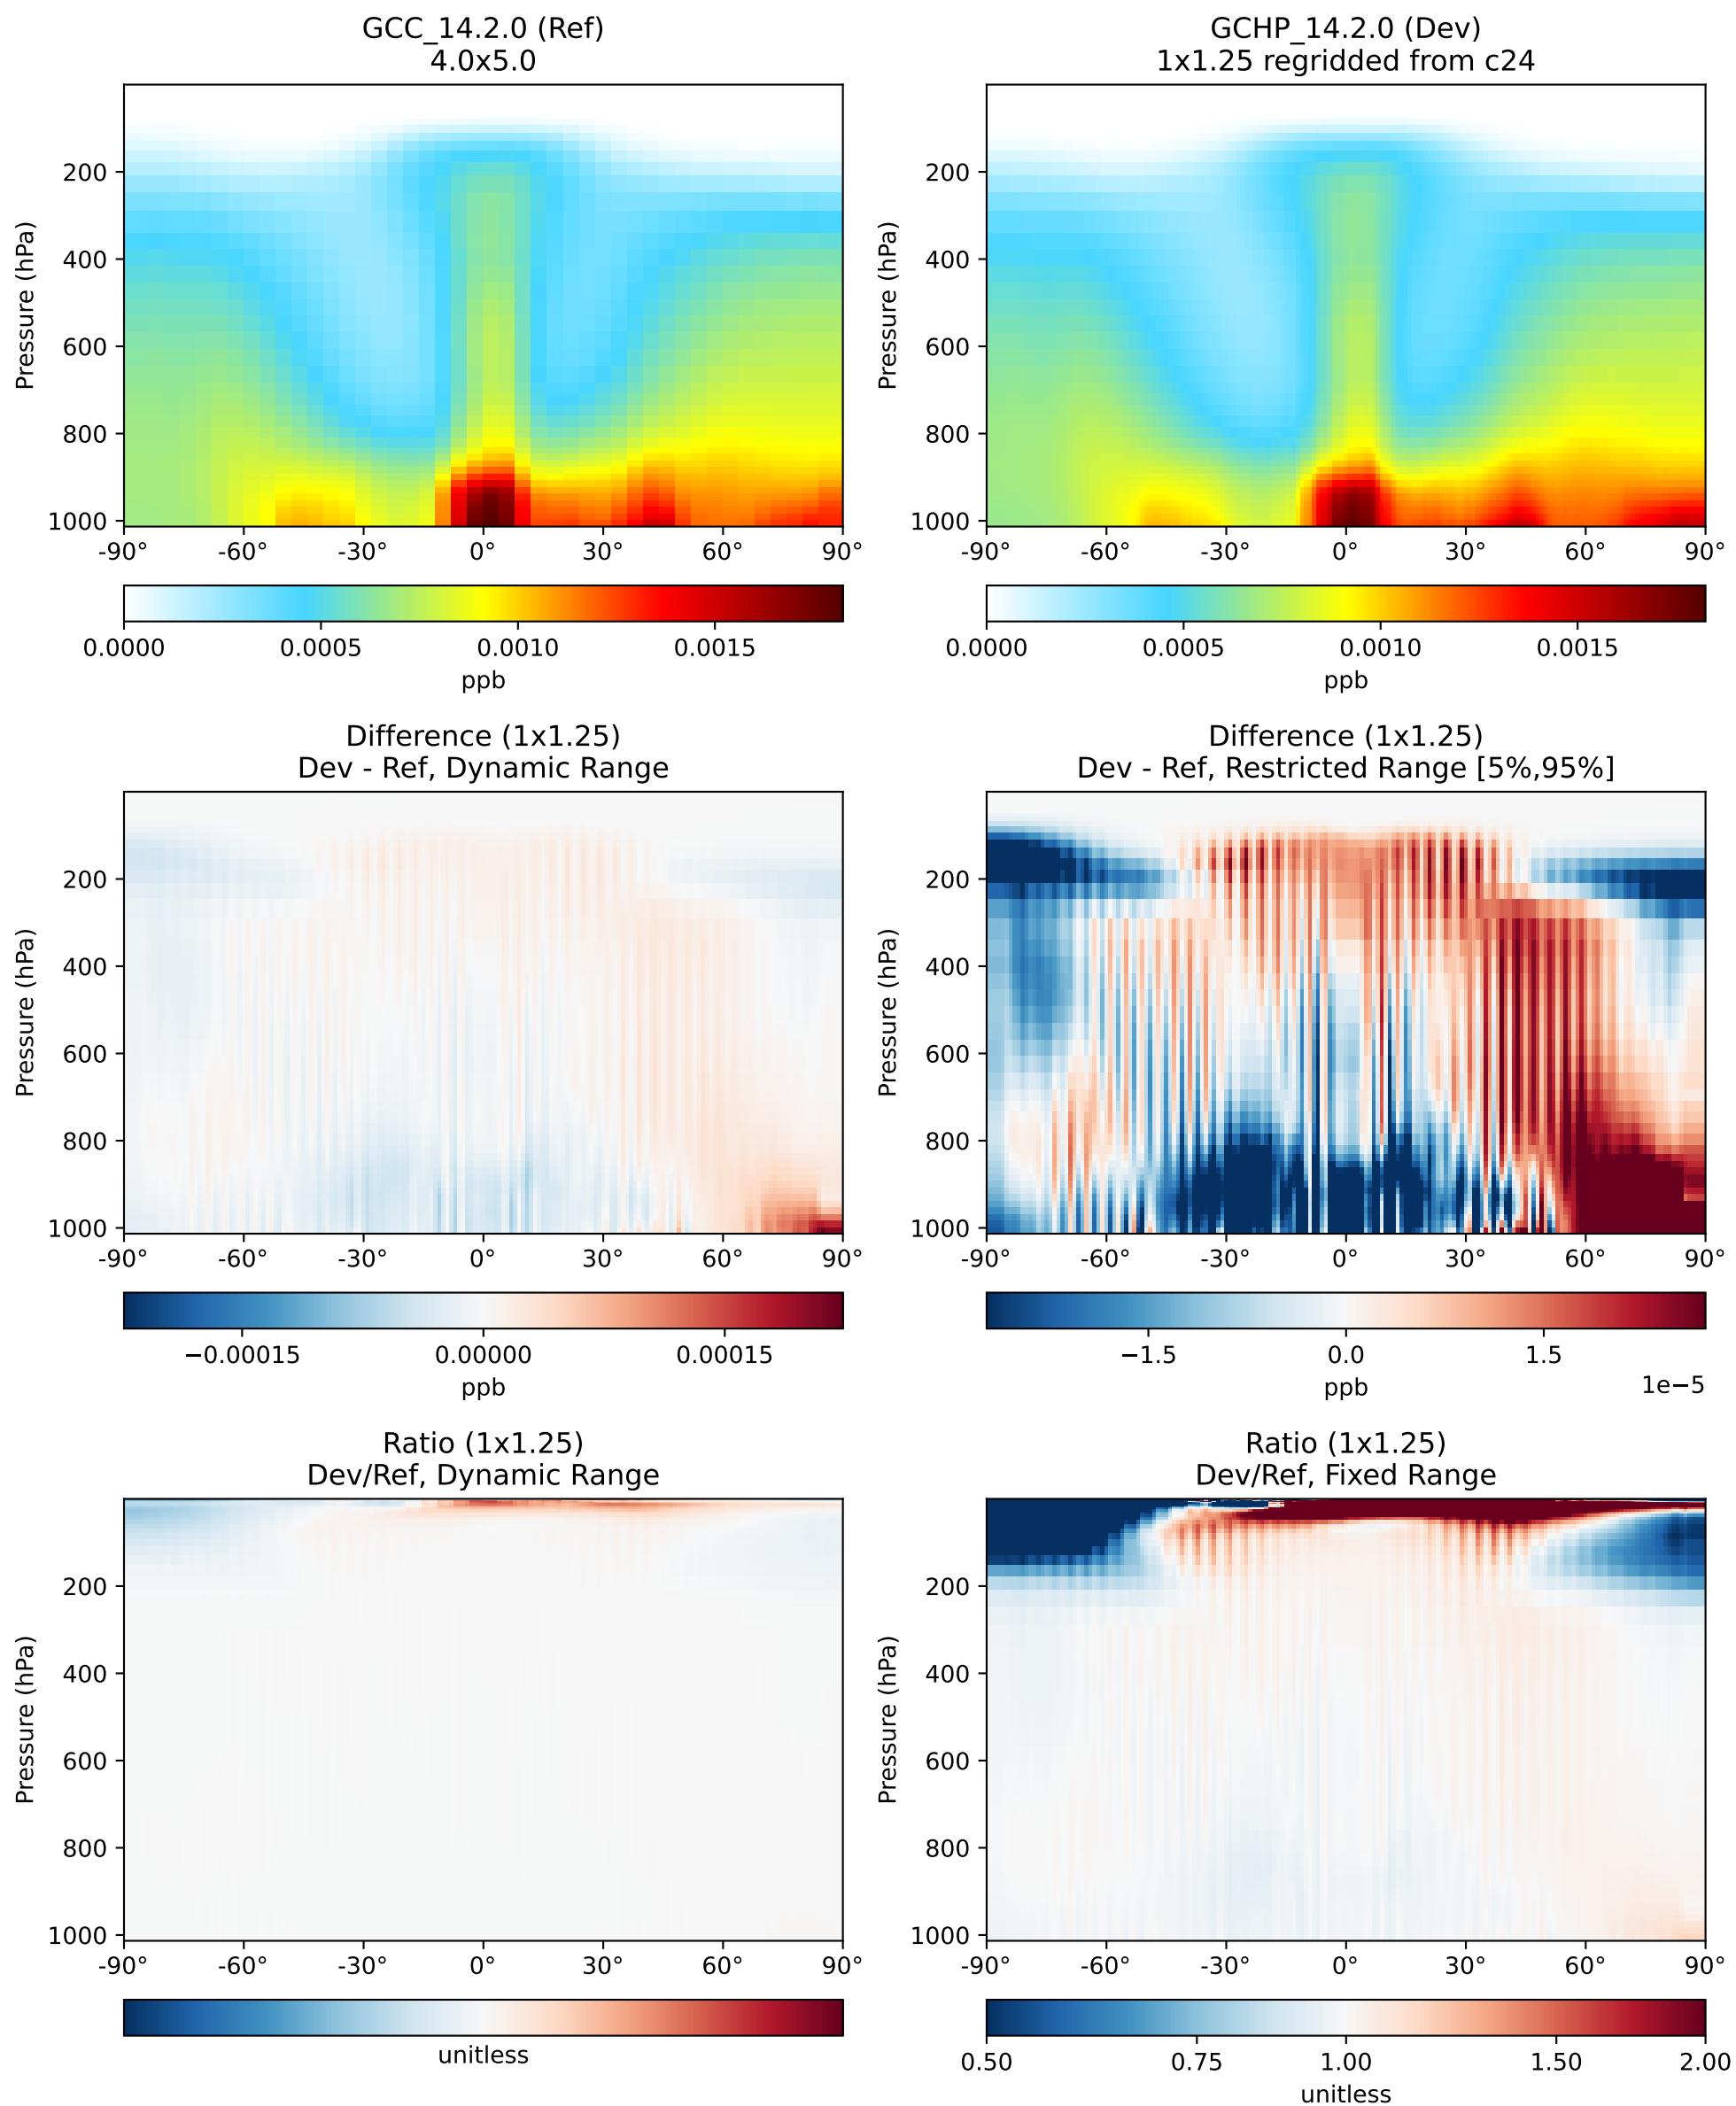 GCC_14.2.0 (Ref)
4.0x5.0
Pressure (hPa)
200
400
600
800
1000
-90° -60° -30° 0° 30° 60° 90°
0.0000 0.0005 0.0010 0.0015
ppb
GCHP_14.2.0 (Dev)
1x1.25 regridded from c24
Pressure (hPa)
200
400
600
800
1000
-90° -60° -30° 0° 30° 60° 90°
0.0000 0.0005 0.0010 0.0015
ppb
Difference (1x1.25)
Dev - Ref, Dynamic Range
Pressure (hPa)
200
400
600
800
1000
-90° -60° -30° 0° 30° 60° 90°
−0.00015 0.00000 0.00015
ppb
Difference (1x1.25)
Dev - Ref, Restricted Range [5%,95%]
Pressure (hPa)
200
400
600
800
1000
-90° -60° -30° 0° 30° 60° 90°
−1.5 0.0 1.5
1e−5
ppb
Ratio (1x1.25)
Dev/Ref, Dynamic Range
Pressure (hPa)
200
400
600
800
1000
-90° -60° -30° 0° 30° 60° 90°
unitless
Ratio (1x1.25)
Dev/Ref, Fixed Range
Pressure (hPa)
200
400
600
800
1000
-90° -60° -30° 0° 30° 60° 90°
0.50 0.75 1.00 1.50 2.00
unitless